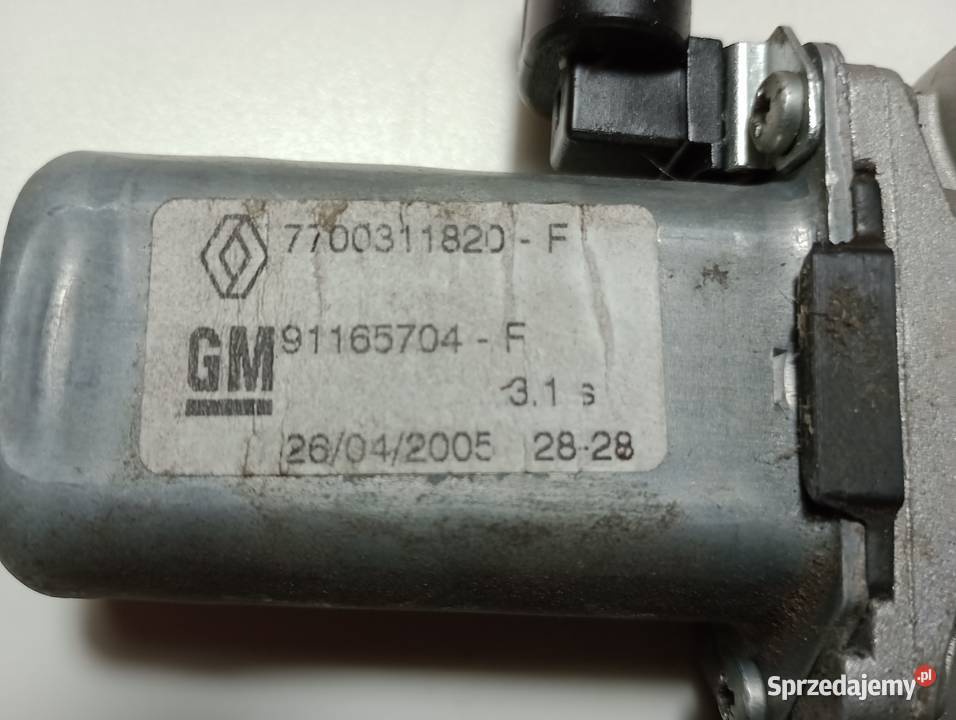 7700311820 - F
GM 91165704 - F
3.1 s
26/04/2005 28-28
Sprzedajemy.pl